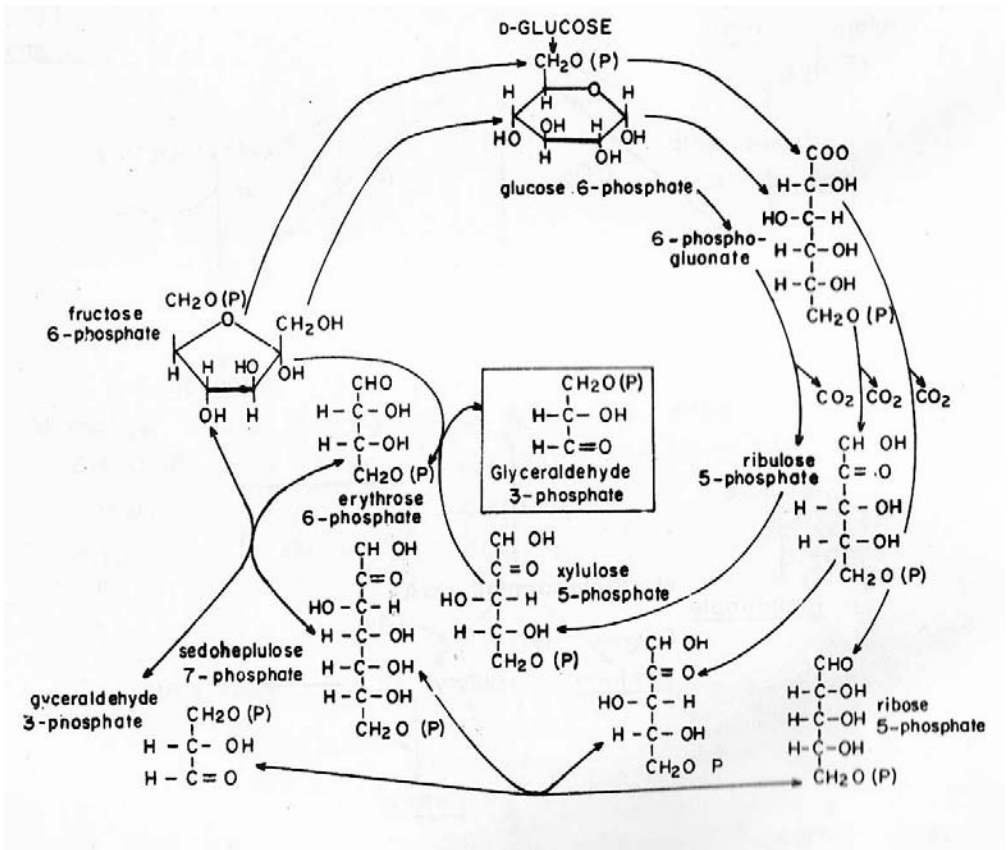 D-GLUCOSE
CH₂O (P)
H
O
H
H
OH
H
HO
OH
H
OH
glucose .6-phosphate
COO
H-C-OH
HO-C-H
H-C-OH
H-C-OH
CH₂O (P)
6-phospho-
gluonate
CH₂O (P)
O
CH₂OH
fructose
6-phosphate
H
H
HO
OH
OH
H
CHO
H-C-OH
H-C-OH
CH₂O (P)
erythrose
6-phosphate
CH₂O (P)
H-C-OH
H-C=O
Glyceraldehyde
3-phosphate
CO₂
CO₂
CO₂
ribulose
5-phosphate
CH OH
C=O
H-C-OH
H-C-OH
CH₂O (P)
CH OH
C=O
HO-C-H
H-C-OH
H-C-OH
H-C-OH
CH₂O (P)
sedoheplulose
7-phosphate
CH OH
C=O
HO-C-H
H-C-OH
CH₂O (P)
xylulose
5-phosphate
CH OH
C=O
HO-C-H
H-C-OH
CH₂O P
CHO
H-C-OH
H-C-OH
H-C-OH
CH₂O (P)
ribose
5-phosphate
gyceraldehyde
3-phosphate
CH₂O (P)
H-C-OH
H-C=O